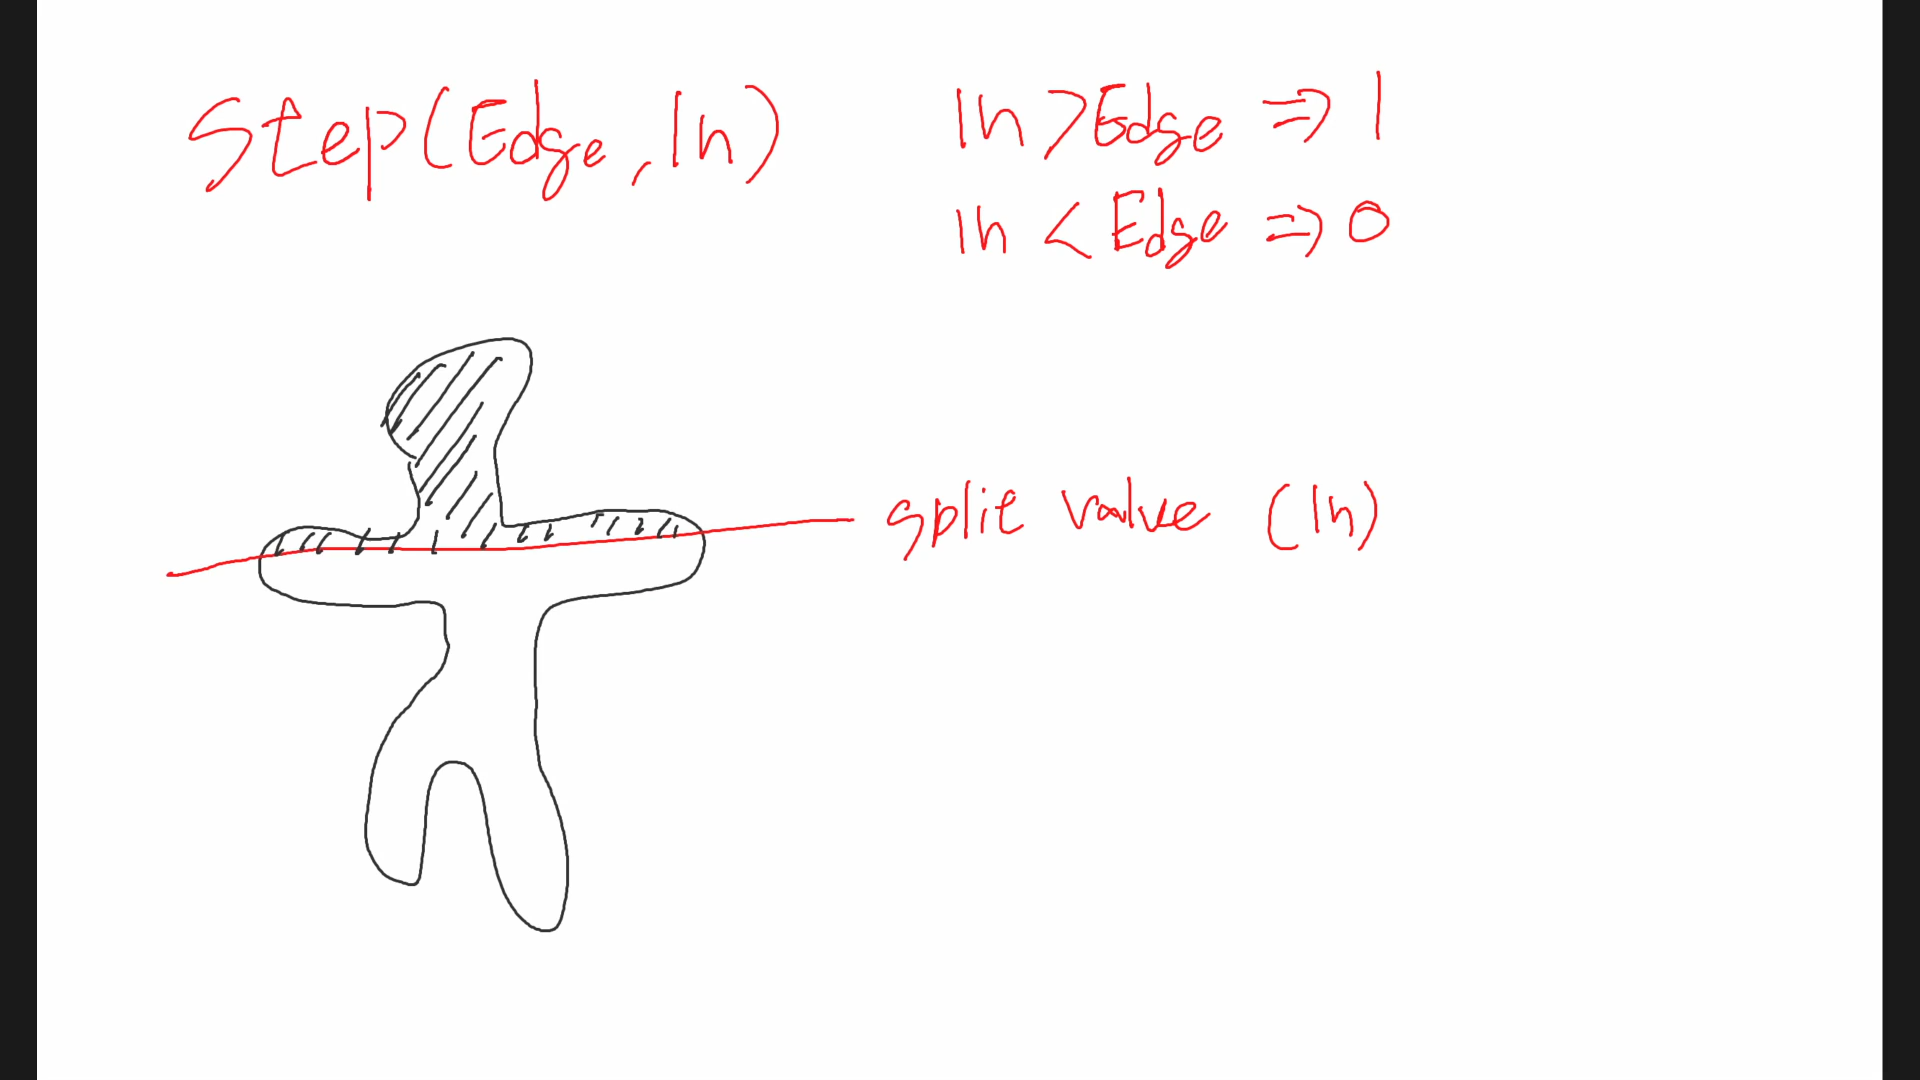 Step(Edge, In)
In > Edge => 1
In < Edge => 0
split value (In)